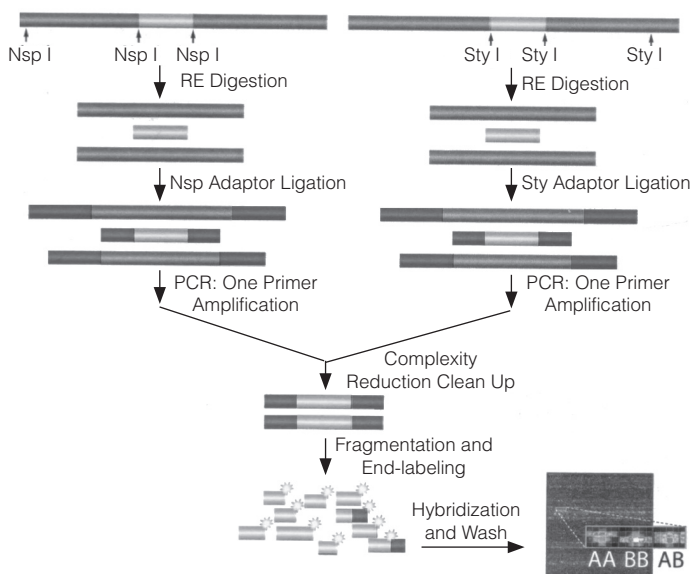 Nsp I Nsp I Nsp I
Sty I Sty I Sty I
RE Digestion
RE Digestion
Nsp Adaptor Ligation
Sty Adaptor Ligation
PCR: One Primer
Amplification
PCR: One Primer
Amplification
Complexity
Reduction Clean Up
Fragmentation and
End-labeling
Hybridization
and Wash
AA BB AB